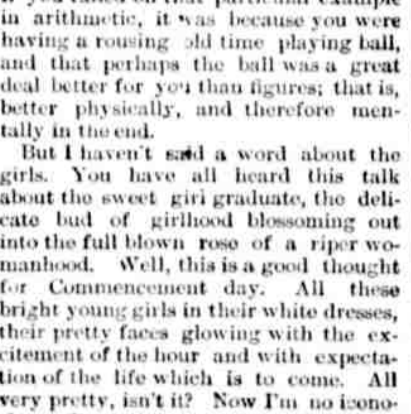 in arithmetic, it was because you were
having a rousing old time playing ball,
and that perhaps the ball was a great
deal better for you than figures; that is,
better physically, and therefore men-
tally in the end.
But I haven't said a word about the
girls. You have all heard this talk
about the sweet girl graduate, the deli-
cate bud of girlhood blossoming out
into the full blown rose of a riper wo-
manhood. Well, this is a good thought
for Commencement day. All these
bright young girls in their white dresses,
their pretty faces glowing with the ex-
citement of the hour and with expecta-
tion of the life which is to come. All
very pretty, isn't it? Now I'm no icono-